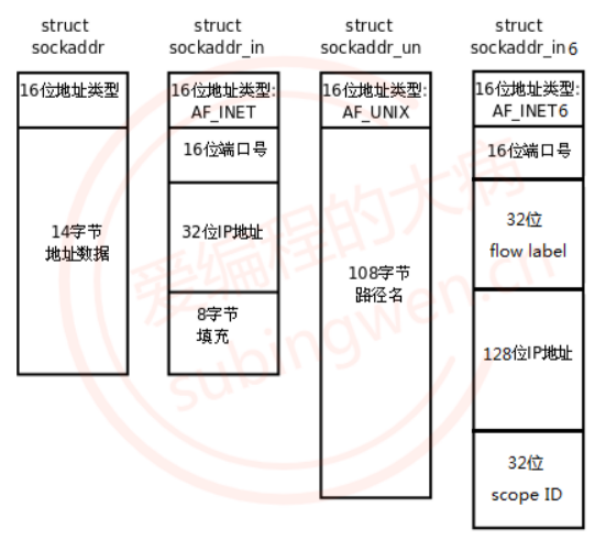 struct
sockaddr
16位地址类型
14字节
地址数据
struct
sockaddr_in
16位地址类型:
AF_INET
16位端口号
32位IP地址
8字节
填充
struct
sockaddr_un
16位地址类型:
AF_UNIX
108字节
路径名
struct
sockaddr_in6
16位地址类型:
AF_INET6
16位端口号
32位
flow label
128位IP地址
32位
scope ID
爱编程的大丙
subingwen.cn